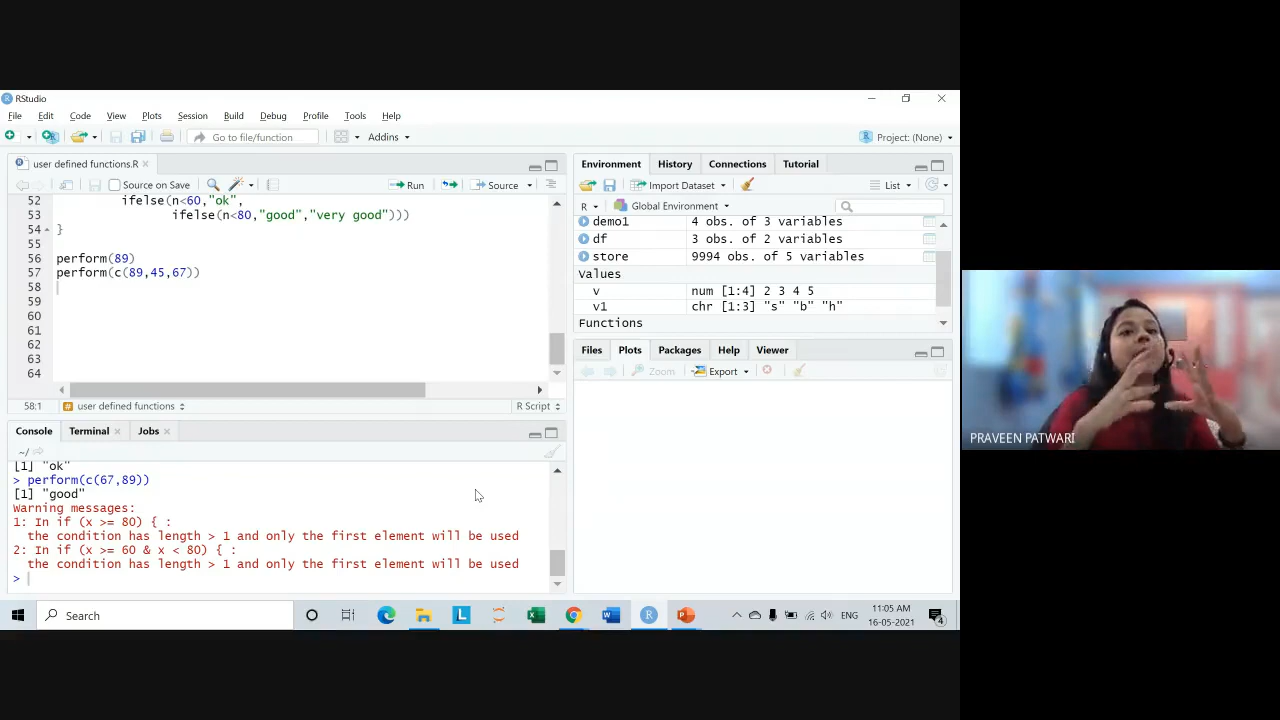 RStudio
File Edit Code View Plots Session Build Debug Profile Tools Help
Go to file/function Addins Project: (None)
user defined functions.R
Source on Save Run Source
52 ifelse(n<60,"ok",
53 ifelse(n<80,"good","very good")))
54 }
55
56 perform(89)
57 perform(c(89,45,67))
58
59
60
61
62
63
64
58:1 user defined functions R Script
Console Terminal Jobs
~/
[1] "ok"
> perform(c(67,89))
[1] "good"
Warning messages:
1: In if (x >= 80) { :
the condition has length > 1 and only the first element will be used
2: In if (x >= 60 & x < 80) { :
the condition has length > 1 and only the first element will be used
>
Environment History Connections Tutorial
Import Dataset List
R Global Environment
demo1 4 obs. of 3 variables
df 3 obs. of 2 variables
store 9994 obs. of 5 variables
Values
v num [1:4] 2 3 4 5
v1 chr [1:3] "s" "b" "h"
Functions
Files Plots Packages Help Viewer
Zoom Export
PRAVEEN PATWARI
Search
ENG
11:05 AM
16-05-2021
4